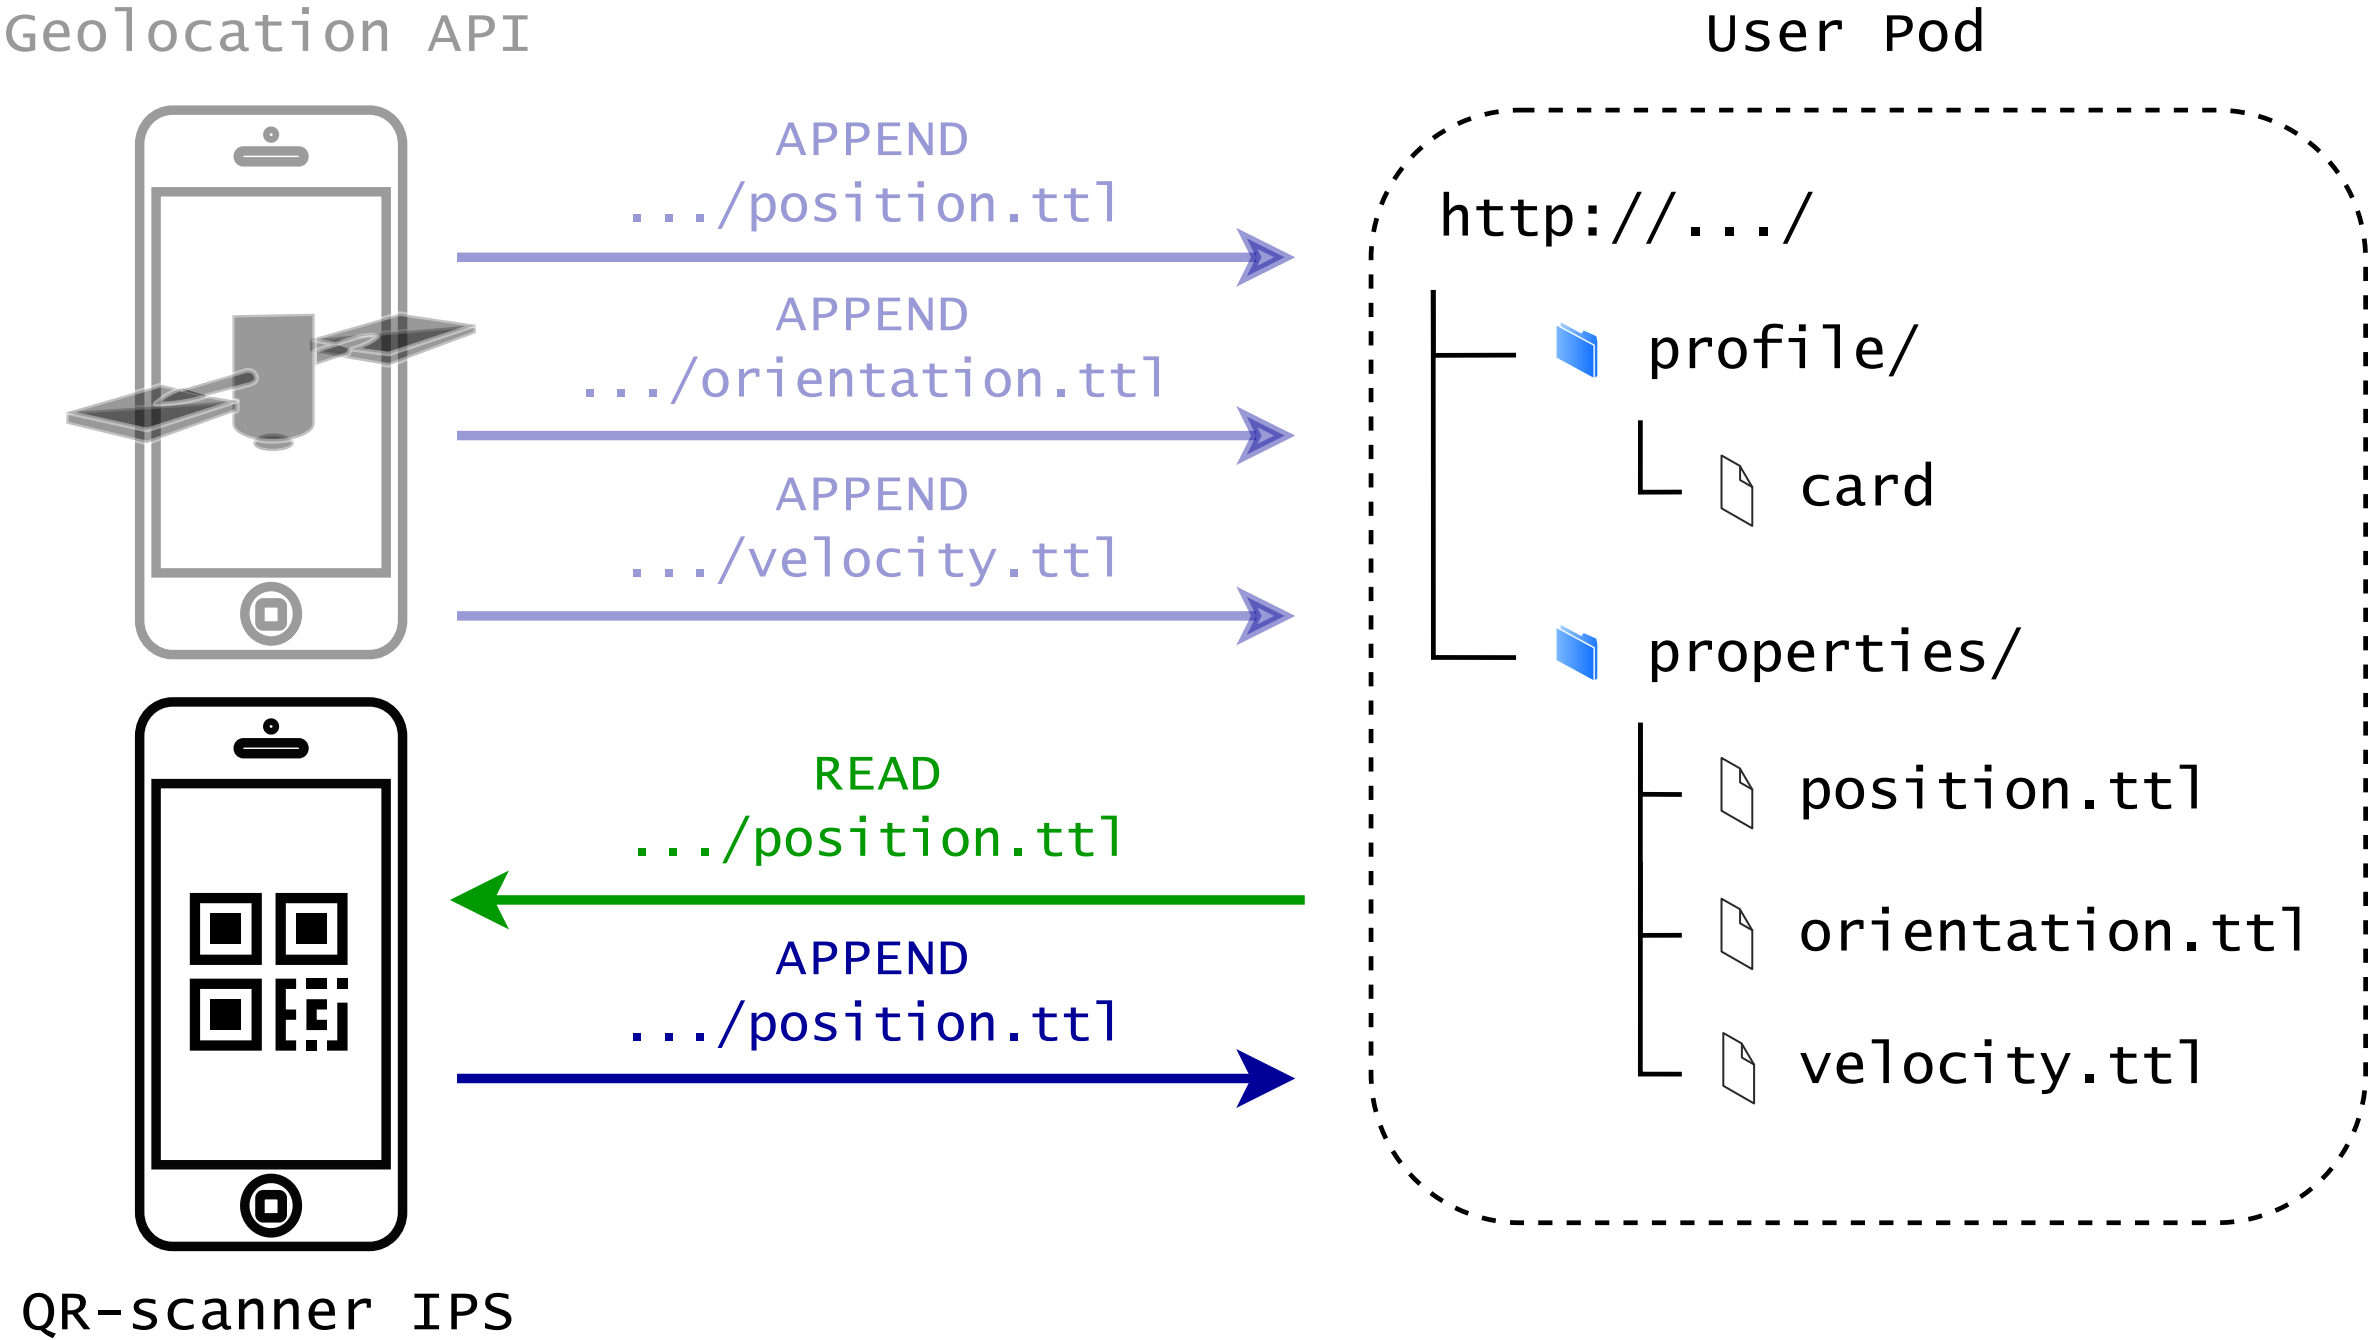 Geolocation API
User Pod
APPEND
.../position.ttl
APPEND
.../orientation.ttl
APPEND
.../velocity.ttl
READ
.../position.ttl
APPEND
.../position.ttl
QR-scanner IPS
http://.../
profile/
card
properties/
position.ttl
orientation.ttl
velocity.ttl